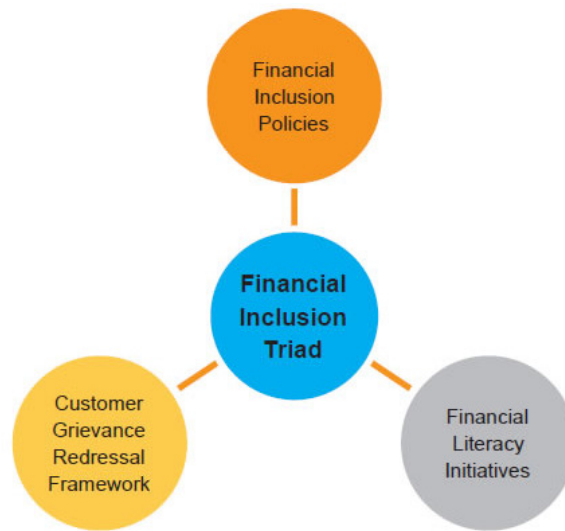 Financial
Inclusion
Policies
Financial
Inclusion
Triad
Customer
Grievance
Redressal
Framework
Financial
Literacy
Initiatives